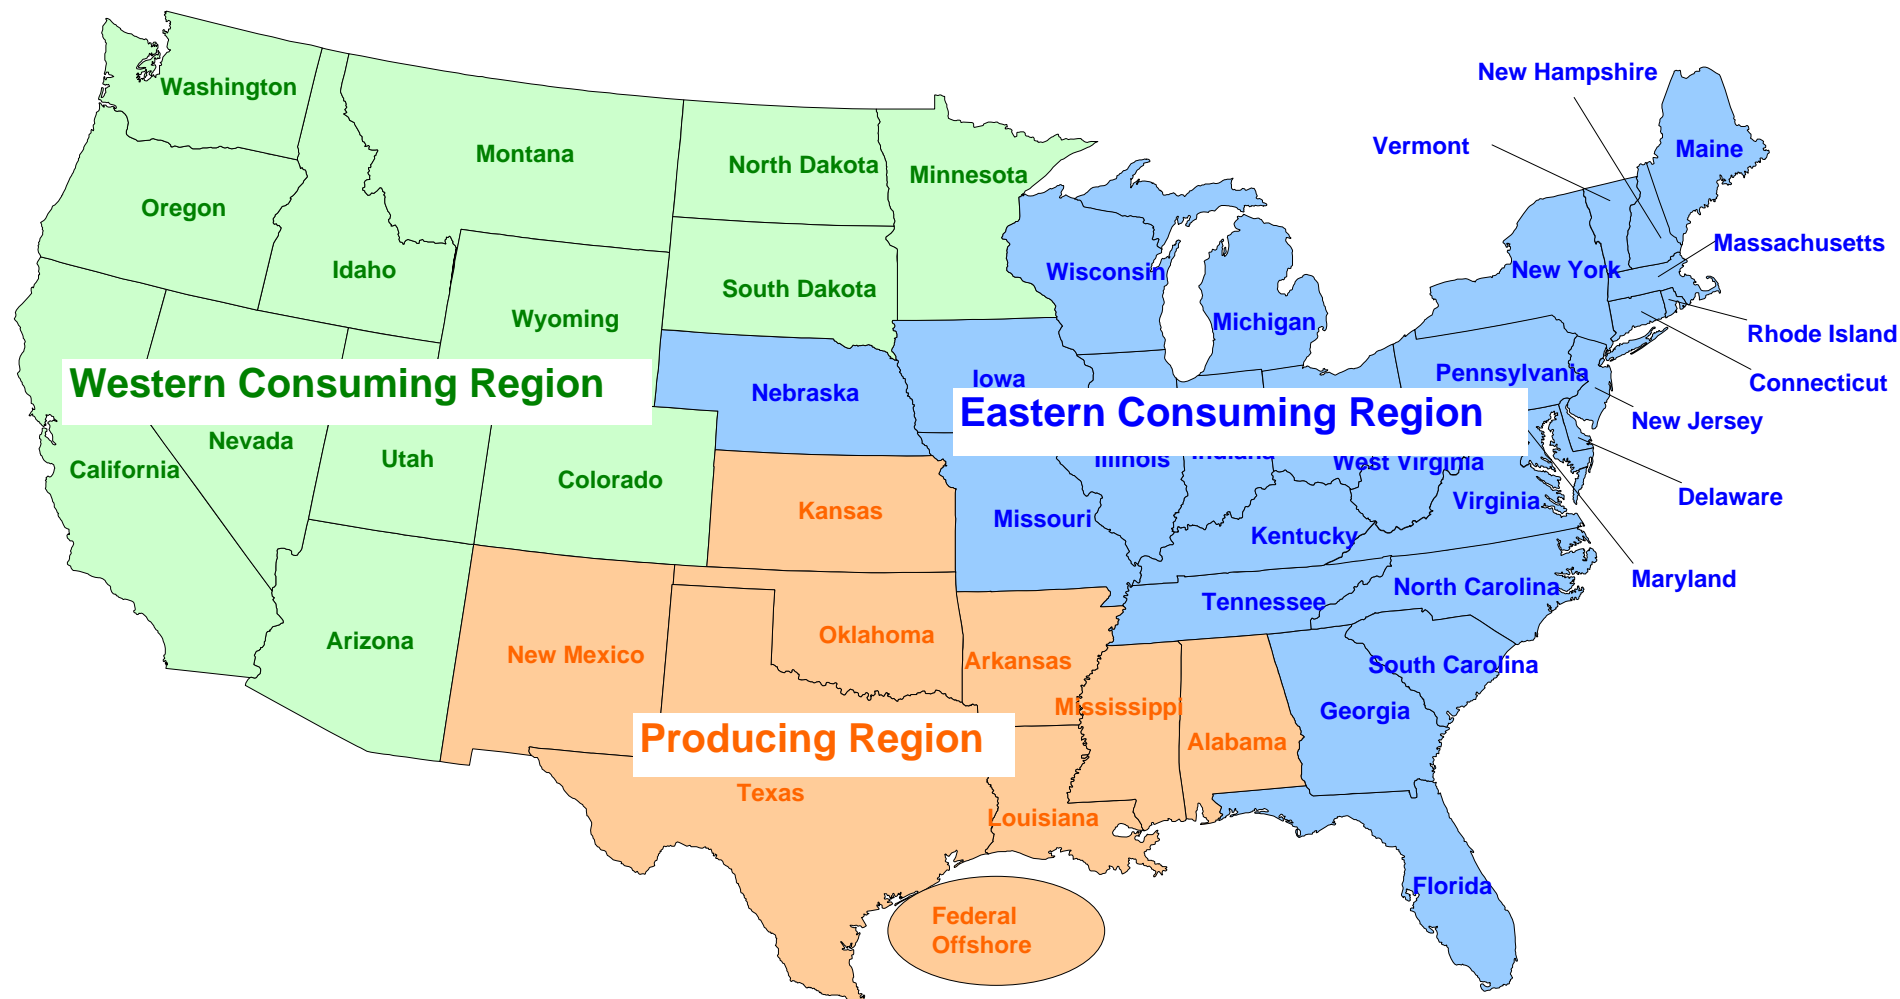 New Hampshire
Washington
Vermont
Maine
Montana
North Dakota
Minnesota
Oregon
Massachusetts
Idaho
Wisconsin
New York
South Dakota
Wyoming
Michigan
Rhode Island
Western Consuming Region
Nebraska
Iowa
Pennsylvania
Connecticut
Eastern Consuming Region
New Jersey
Nevada
California
Utah
Colorado
Illinois
Indiana
West Virginia
Kansas
Missouri
Virginia
Delaware
Kentucky
Maryland
Tennessee
North Carolina
Arizona
New Mexico
Oklahoma
Arkansas
South Carolina
Mississippi
Georgia
Producing Region
Alabama
Texas
Louisiana
Florida
Federal
Offshore